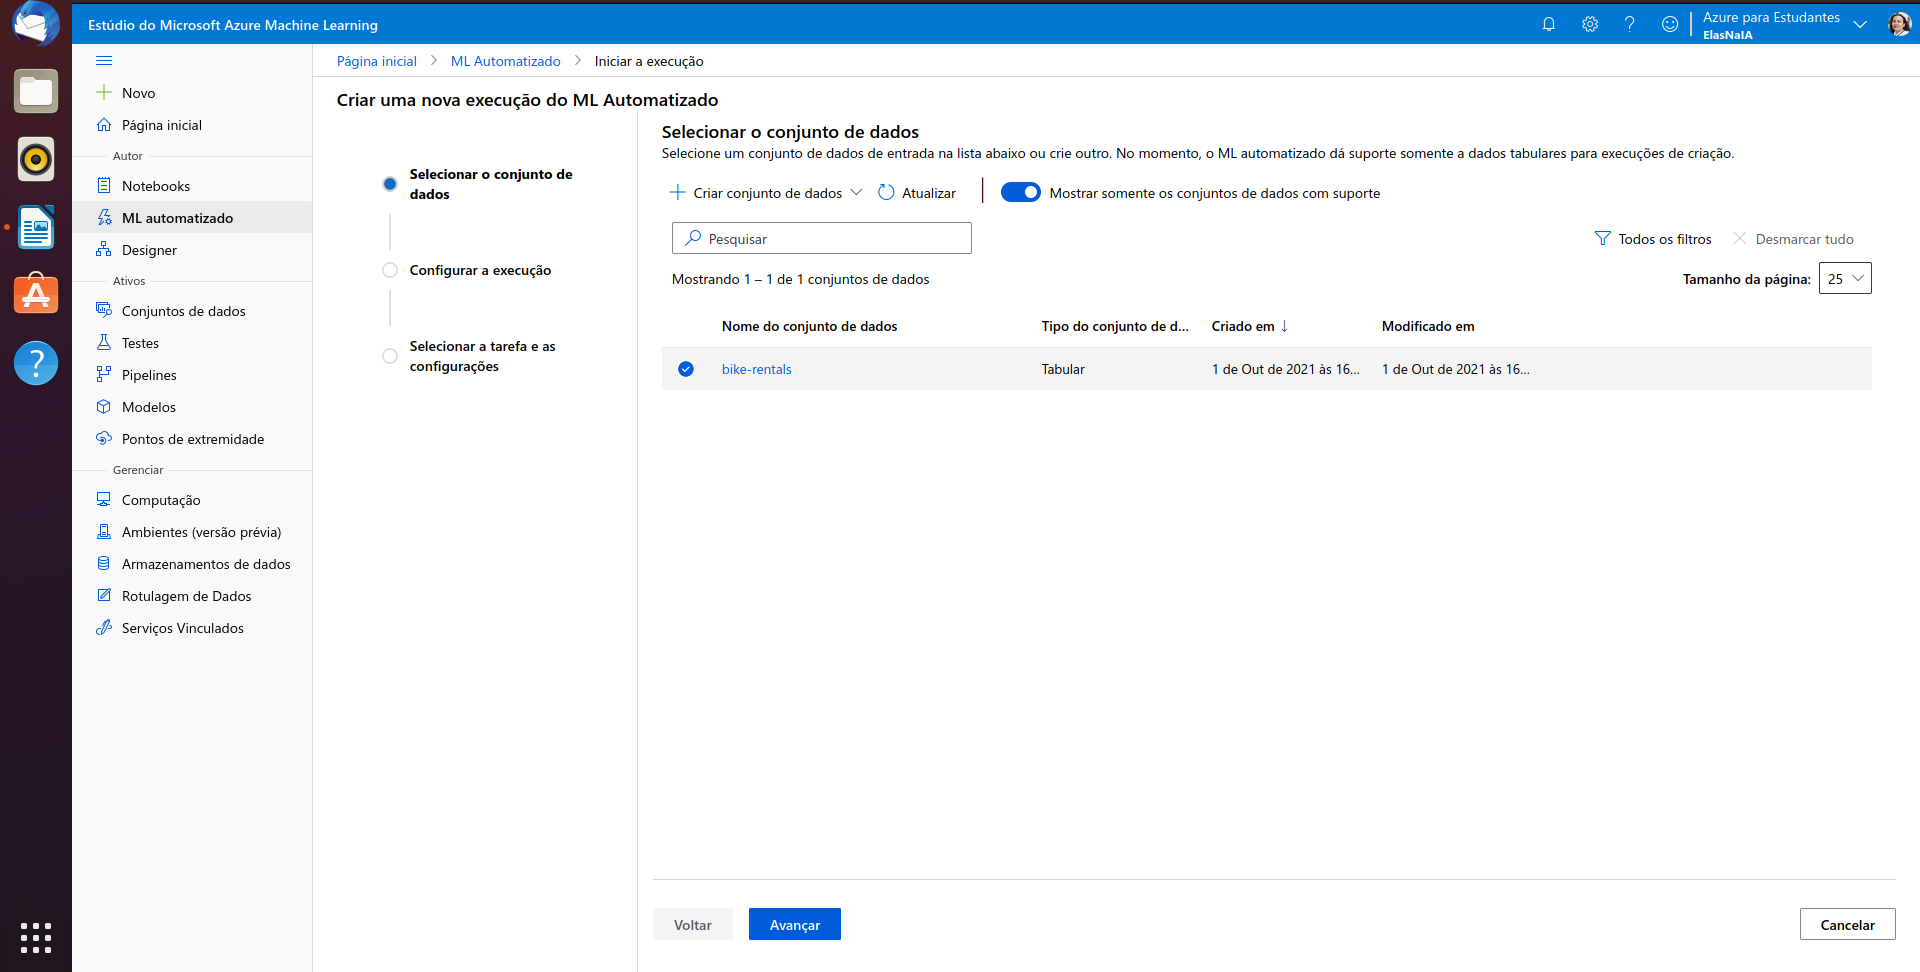 Estúdio do Microsoft Azure Machine Learning
Azure para Estudantes
ElasNaIA
Novo
Página inicial
Autor
Notebooks
ML automatizado
Designer
Ativos
Conjuntos de dados
Testes
Pipelines
Modelos
Pontos de extremidade
Gerenciar
Computação
Ambientes (versão prévia)
Armazenamentos de dados
Rotulagem de Dados
Serviços Vinculados
Página inicial > ML Automatizado > Iniciar a execução
Criar uma nova execução do ML Automatizado
Selecionar o conjunto de
dados
Configurar a execução
Selecionar a tarefa e as
configurações
Selecionar o conjunto de dados
Selecione um conjunto de dados de entrada na lista abaixo ou crie outro. No momento, o ML automatizado dá suporte somente a dados tabulares para execuções de criação.
Criar conjunto de dados Atualizar Mostrar somente os conjuntos de dados com suporte
Pesquisar
Todos os filtros Desmarcar tudo
Mostrando 1 – 1 de 1 conjuntos de dados
Tamanho da página: 25
Nome do conjunto de dados Tipo do conjunto de d... Criado em ↓ Modificado em
bike-rentals Tabular 1 de Out de 2021 às 16... 1 de Out de 2021 às 16...
Voltar Avançar Cancelar